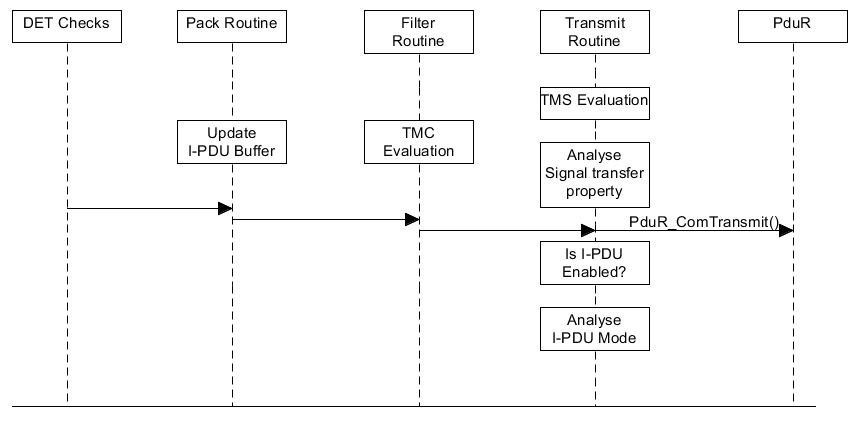 DET Checks
Pack Routine
Filter
Routine
Transmit
Routine
PduR
TMS Evaluation
Update
I-PDU Buffer
TMC
Evaluation
Analyse
Signal transfer
property
PduR_ComTransmit()
Is I-PDU
Enabled?
Analyse
I-PDU Mode